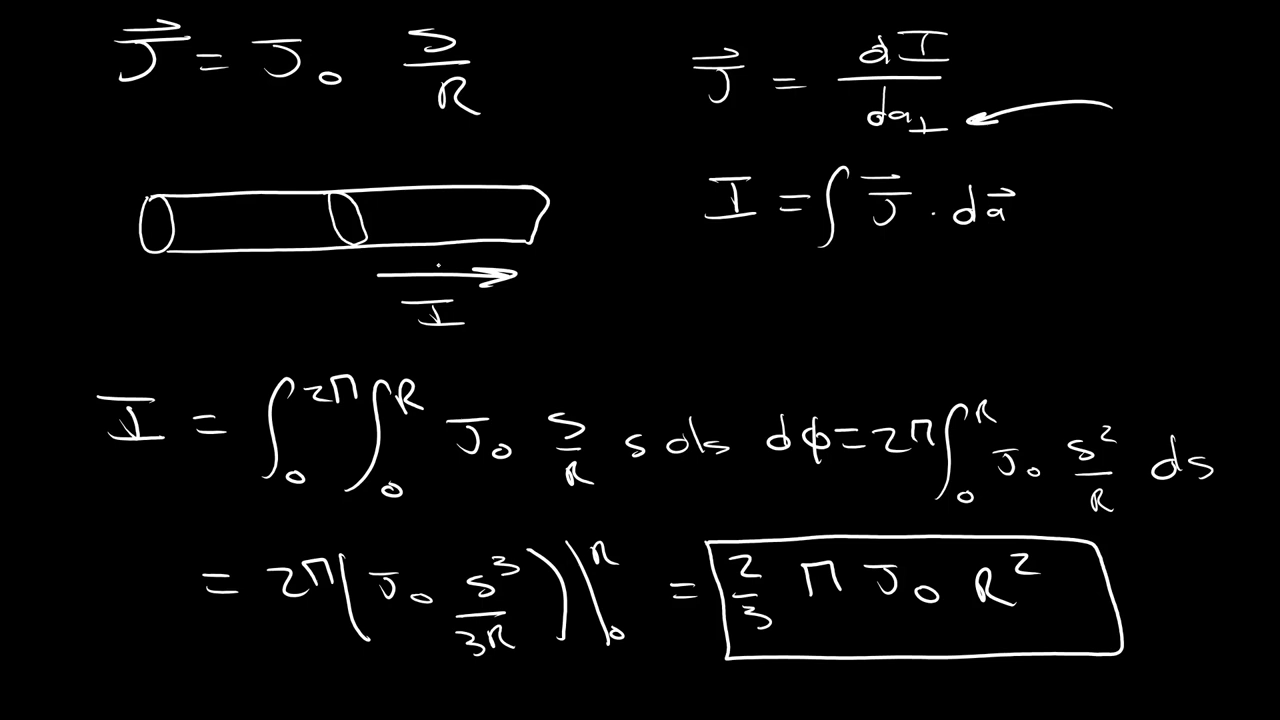 J⃗ = J₀ s/R
J⃗ = dI/da⊥
I = ∫ J⃗ · da⃗
I
I = ∫₀^2π ∫₀^R J₀ s/R s ds dϕ = 2π ∫₀^R J₀ s²/R ds
= 2π ( J₀ s³/3R ) |₀^R = 2/3 π J₀ R²